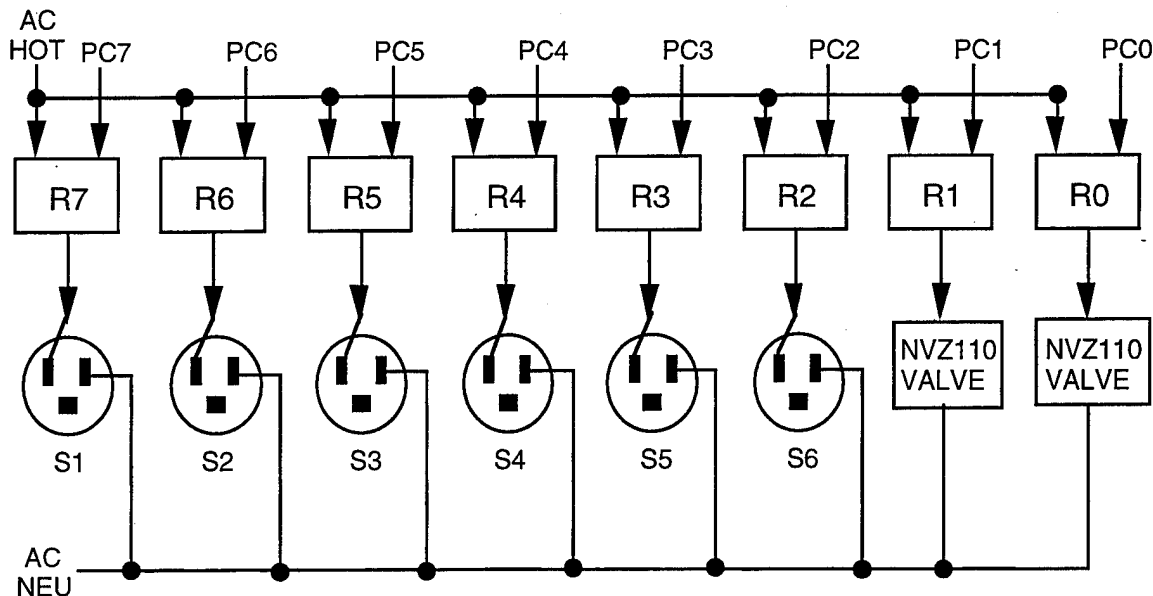 AC
HOT
PC7
PC6
PC5
PC4
PC3
PC2
PC1
PC0
R7
R6
R5
R4
R3
R2
R1
R0
NVZ110
VALVE
NVZ110
VALVE
S1
S2
S3
S4
S5
S6
AC
NEU